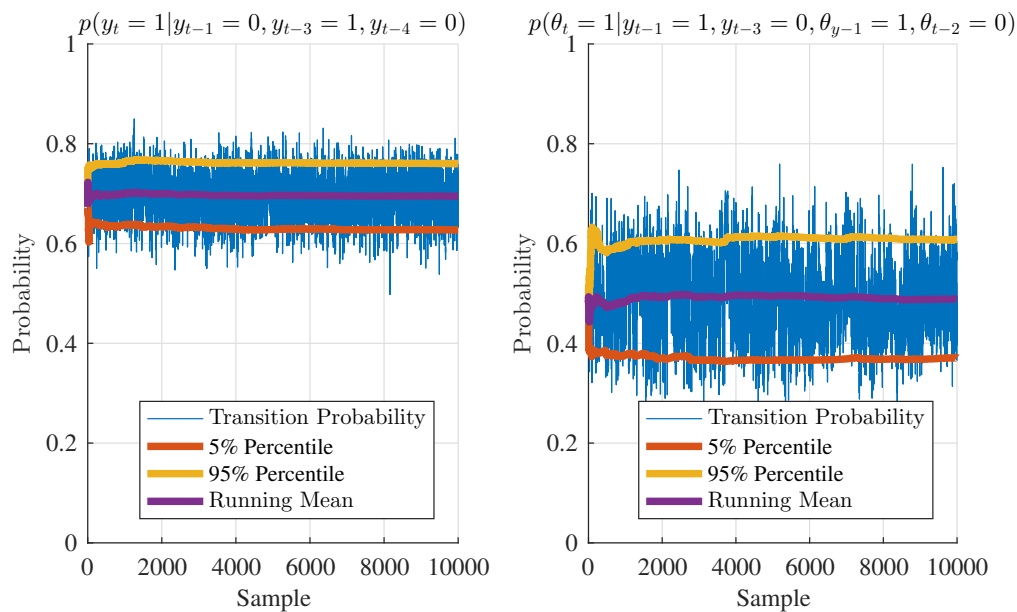 p(y_{t−1} = 1|y_{t−1} = 0, y_{t−3} = 1, y_{t−4} = 0)
1
0.8
0.6
0.4
0.2
0
Probability
Transition Probability
5% Percentile
95% Percentile
Running Mean
0 2000 4000 6000 8000 10000
Sample
p(θ_t = 1|y_{t−1} = 1, y_{t−3} = 0, θ_{y−1} = 1, θ_{t−2} = 0)
1
0.8
0.6
0.4
0.2
0
Probability
Transition Probability
5% Percentile
95% Percentile
Running Mean
0 2000 4000 6000 8000 10000
Sample